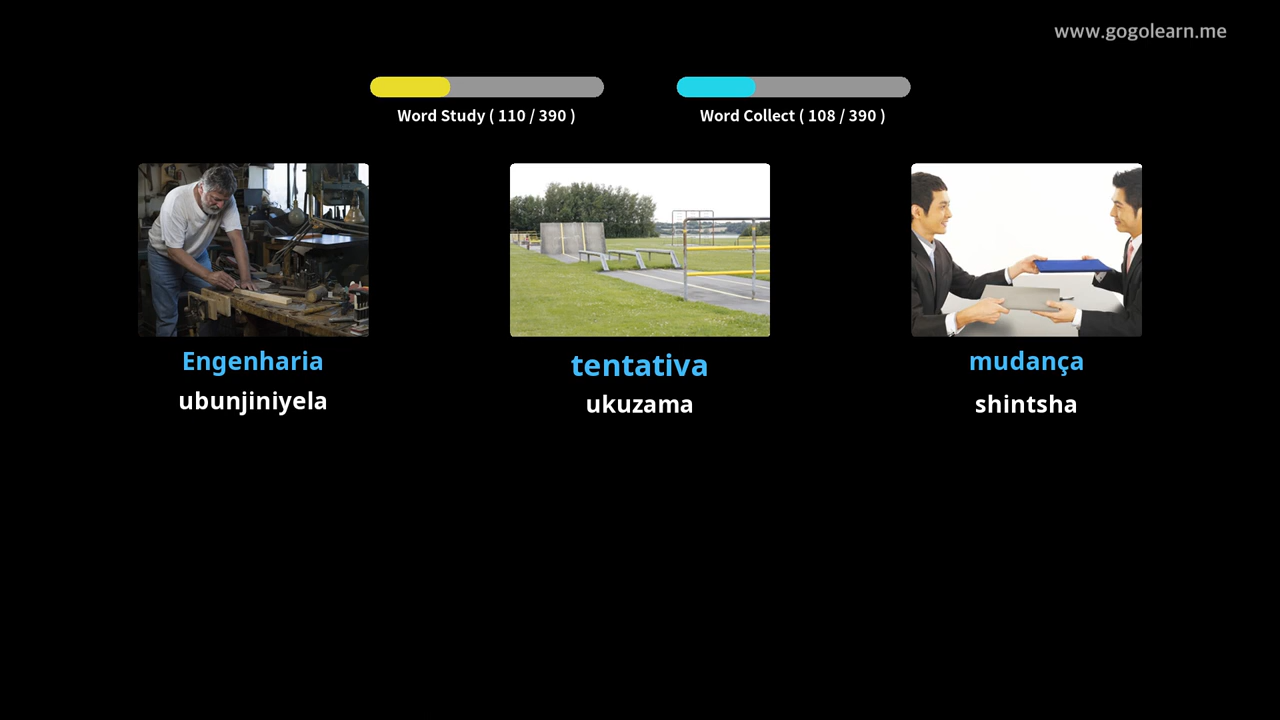 www.gogolearn.me
Word Study ( 110 / 390 )
Word Collect ( 108 / 390 )
Engenharia
ubunjiniyela
tentativa
ukuzama
mudança
shintsha